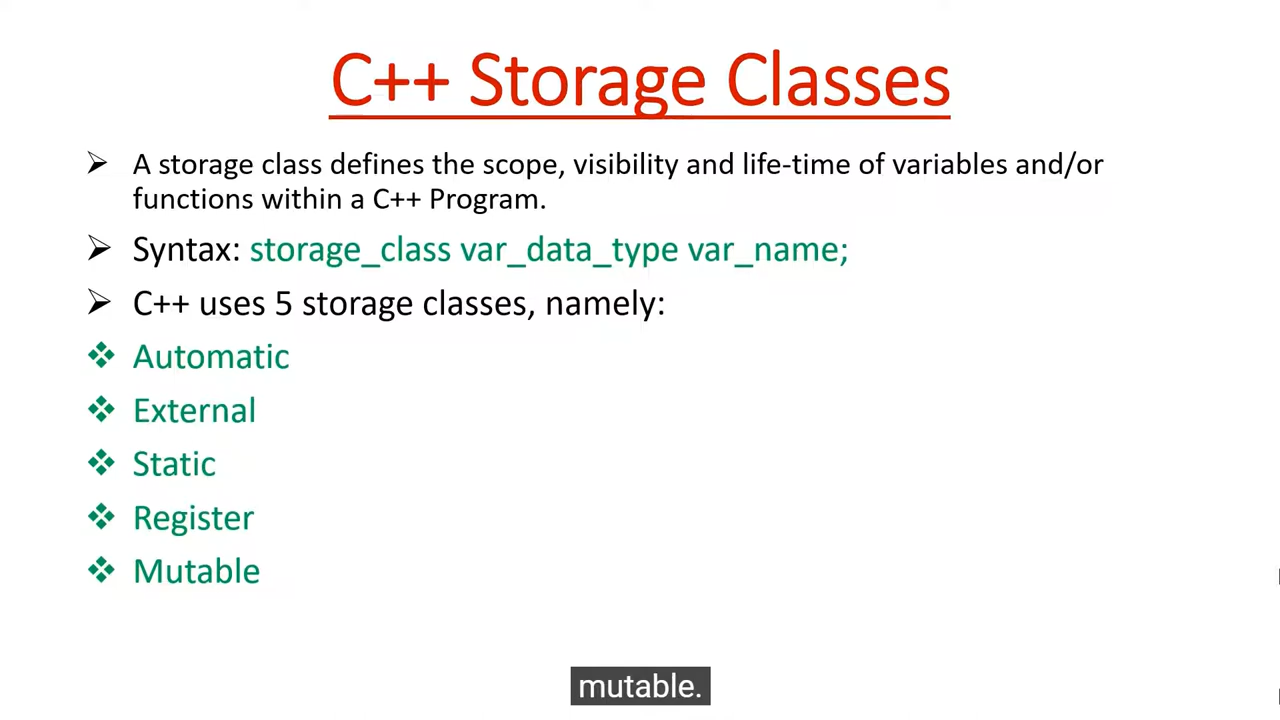 C++ Storage Classes
A storage class defines the scope, visibility and life-time of variables and/or
functions within a C++ Program.
Syntax: storage_class var_data_type var_name;
C++ uses 5 storage classes, namely:
Automatic
External
Static
Register
Mutable
mutable.